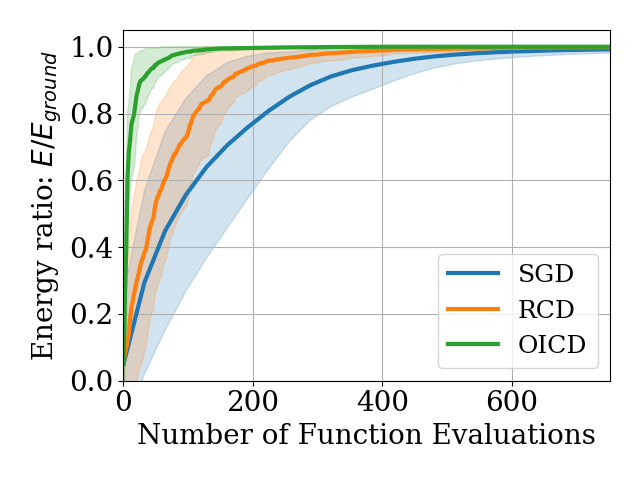 Energy ratio: E/E_ground
1.0
0.8
0.6
0.4
0.2
0.0
0 200 400 600
Number of Function Evaluations
SGD
RCD
OICD